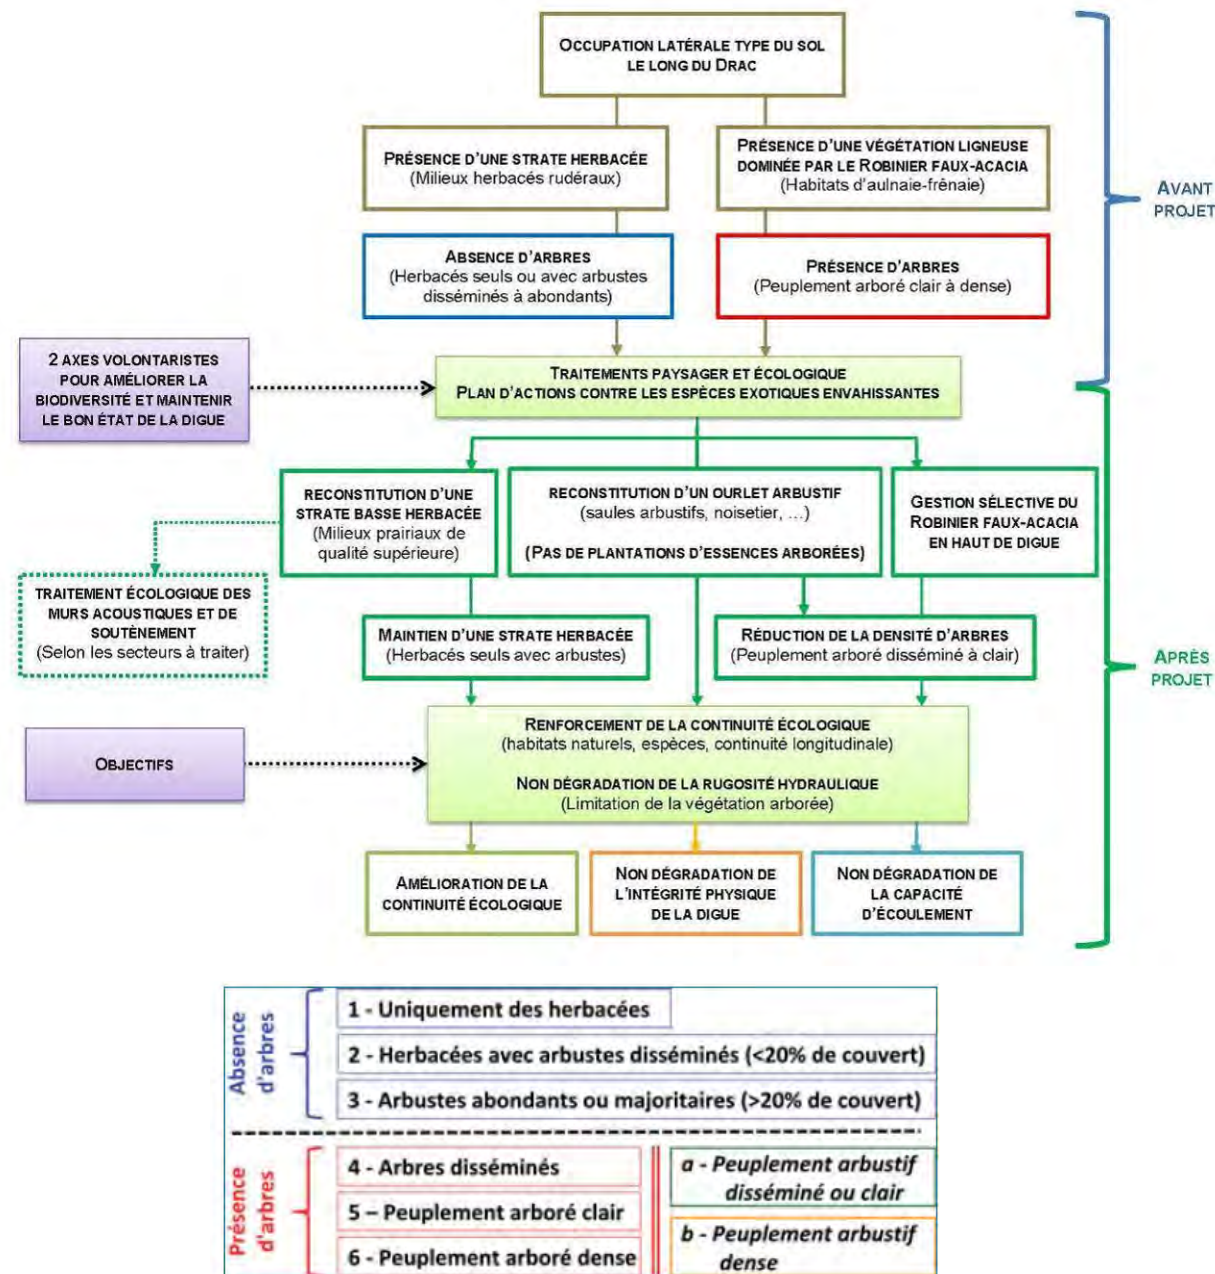 OCCUPATION LATÉRALE TYPE DU SOL
LE LONG DU DRAC
PRÉSENCE D'UNE STRATE HERBACÉE
(Milieux herbacés rudéraux)
PRÉSENCE D'UNE VÉGÉTATION LIGNEUSE
DOMINÉE PAR LE ROBINIER FAUX-ACACIA
(Habitats d'aulnaie-frênaie)
AVANT
PROJET
ABSENCE D'ARBRES
(Herbacés seuls ou avec arbustes
disséminés à abondants)
PRÉSENCE D'ARBRES
(Peuplement arboré clair à dense)
2 AXES VOLONTARISTES
POUR AMÉLIORER LA
BIODIVERSITÉ ET MAINTENIR
LE BON ÉTAT DE LA DIGUE
TRAITEMENTS PAYSAGER ET ÉCOLOGIQUE
PLAN D'ACTIONS CONTRE LES ESPÈCES EXOTIQUES ENVAHISSANTES
RECONSTITUTION D'UNE
STRATE BASSE HERBACÉE
(Milieux prairiaux de
qualité supérieure)
RECONSTITUTION D'UN OURLET ARBUSTIF
(saules arbustifs, noisetier, …)
(PAS DE PLANTATIONS D'ESSENCES ARBORÉES)
GESTION SÉLECTIVE DU
ROBINIER FAUX-ACACIA
EN HAUT DE DIGUE
TRAITEMENT ÉCOLOGIQUE DES
MURS ACOUSTIQUES ET DE
SOUTÈNEMENT
(Selon les secteurs à traiter)
MAINTIEN D'UNE STRATE HERBACÉE
(Herbacés seuls avec arbustes)
RÉDUCTION DE LA DENSITÉ D'ARBRES
(Peuplement arboré disséminé à clair)
APRÈS
PROJET
OBJECTIFS
RENFORCEMENT DE LA CONTINUITÉ ÉCOLOGIQUE
(habitats naturels, espèces, continuité longitudinale)
NON DÉGRADATION DE LA RUGOSITÉ HYDRAULIQUE
(Limitation de la végétation arborée)
AMÉLIORATION DE LA
CONTINUITÉ ÉCOLOGIQUE
NON DÉGRADATION DE
L'INTÉGRITÉ PHYSIQUE
DE LA DIGUE
NON DÉGRADATION DE
LA CAPACITÉ
D'ÉCOULEMENT
Absence
d'arbres
1 - Uniquement des herbacées
2 - Herbacées avec arbustes disséminés (<20% de couvert)
3 - Arbustes abondants ou majoritaires (>20% de couvert)
Présence
d'arbres
4 - Arbres disséminés
5 – Peuplement arboré clair
6 - Peuplement arboré dense
a - Peuplement arbustif
disséminé ou clair
b - Peuplement arbustif
dense